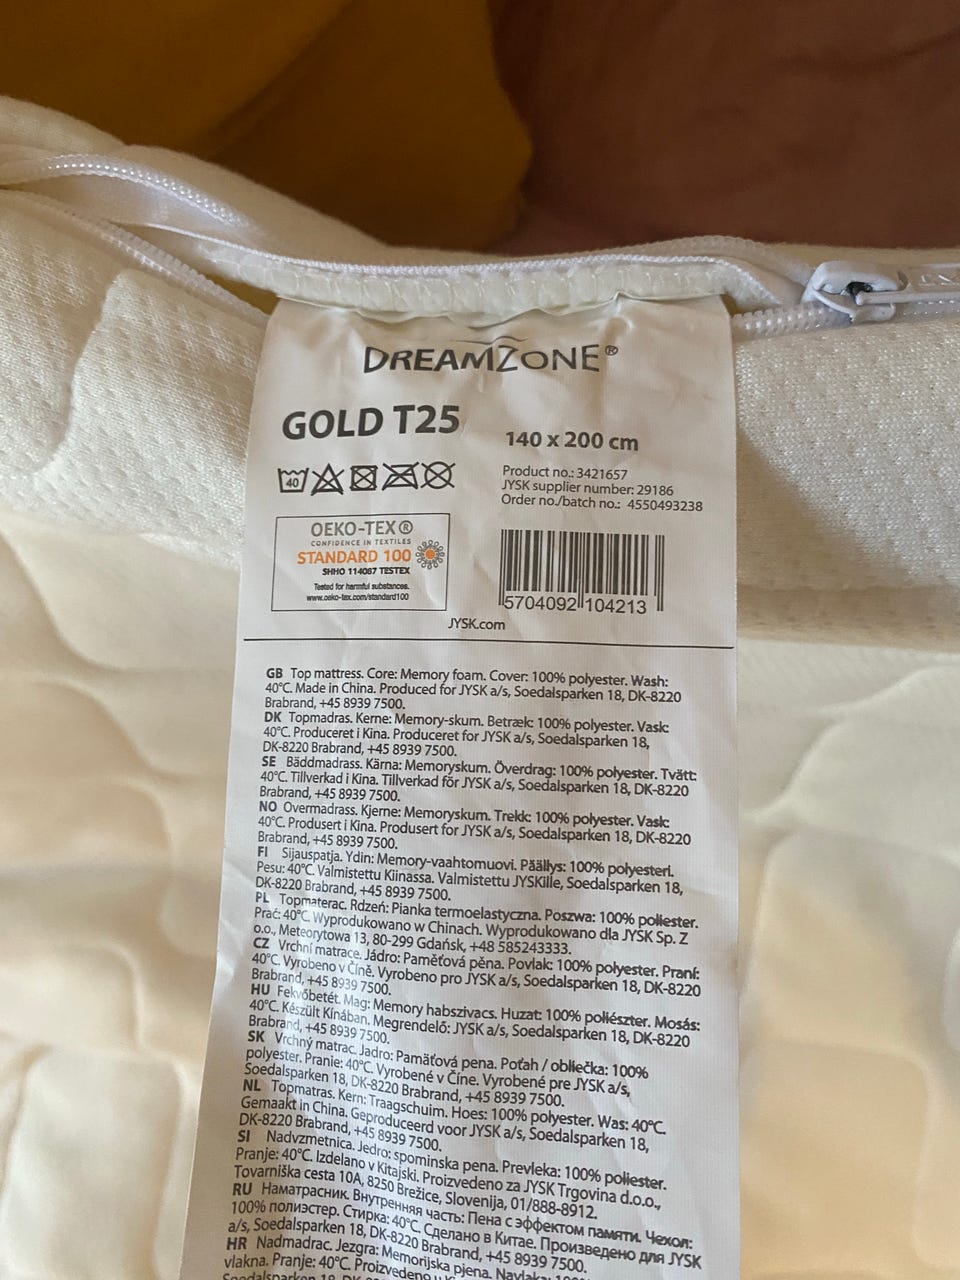 DREAMZONE®
GOLD T25
140 x 200 cm
40
Product no.: 3421657
JYSK supplier number: 29186
Order no./batch no.: 4550493238
OEKO-TEX®
CONFIDENCE IN TEXTILES
STANDARD 100
SHHO 114087 TESTEX
Tested for harmful substances.
www.oeko-tex.com/standard100
5704092 104213
JYSK.com
GB Top mattress. Core: Memory foam. Cover: 100% polyester. Wash:
40°C. Made in China. Produced for JYSK a/s, Soedalsparken 18, DK-8220
Brabrand, +45 8939 7500.
DK Topmadras. Kerne: Memory-skum. Betræk: 100% polyester. Vask:
40°C. Produceret i Kina. Produceret for JYSK a/s, Soedalsparken 18,
DK-8220 Brabrand, +45 8939 7500.
SE Bäddmadrass. Kärna: Memoryskum. Överdrag: 100% polyester. Tvätt:
40°C. Tillverkad i Kina. Tillverkad för JYSK a/s, Soedalsparken 18, DK-8220
Brabrand, +45 8939 7500.
NO Overmadrass. Kjerne: Memoryskum. Trekk: 100% polyester. Vask:
40°C. Produsert i Kina. Produsert for JYSK a/s, Soedalsparken 18, DK-8220
Brabrand, +45 8939 7500.
FI Sijauspatja. Ydin: Memory-vaahtomuovi. Päällys: 100% polyesteri.
Pesu: 40°C. Valmistettu Kiinassa. Valmistettu JYSKille, Soedalsparken 18,
DK-8220 Brabrand, +45 8939 7500.
PL Topmaterac. Rdzeń: Pianka termoelastyczna. Poszwa: 100% poliester.
Prać: 40°C. Wyprodukowano w Chinach. Wyprodukowano dla JYSK Sp. Z
o.o., Meteorytowa 13, 80-299 Gdańsk, +48 585243333.
CZ Vrchní matrace. Jádro: Paměťová pěna. Povlak: 100% polyester. Praní:
40°C. Vyrobeno v Číně. Vyrobeno pro JYSK a/s, Soedalsparken 18, DK-8220
Brabrand, +45 8939 7500.
HU Fekvőbetét. Mag: Memory habszivacs. Huzat: 100% poliészter. Mosás:
40°C. Készült Kínában. Megrendelő: JYSK a/s, Soedalsparken 18, DK-8220
Brabrand, +45 8939 7500.
SK Vrchný matrac. Jadro: Pamäťová pena. Poťah / obliečka: 100%
polyester. Pranie: 40°C. Vyrobené v Číne. Vyrobené pre JYSK a/s,
Soedalsparken 18, DK-8220 Brabrand, +45 8939 7500.
NL Topmatras. Kern: Traagschuim. Hoes: 100% polyester. Was: 40°C.
Gemaakt in China. Geproduceerd voor JYSK a/s, Soedalsparken 18,
DK-8220 Brabrand, +45 8939 7500.
SI Nadvzmetnica. Jedro: spominska pena. Prevleka: 100% poliester.
Pranje: 40°C. Izdelano v Kitajski. Proizvedeno za JYSK Trgovina d.o.o.,
Tovarniška cesta 10A, 8250 Brežice, Slovenija, 01/888-8912.
RU Наматрасник. Внутренняя часть: Пена с эффектом памяти. Чехол:
100% полиэстер. Стирка: 40°C. Сделано в Китае. Произведено для JYSK
a/s, Soedalsparken 18, DK-8220 Brabrand, +45 8939 7500.
HR Nadmadrac. Jezgra: Memorijska pjena. Navlaka: 100%
vlakna. Pranje: 40°C. Proizvedeno u
Soedalsparken 18, DK